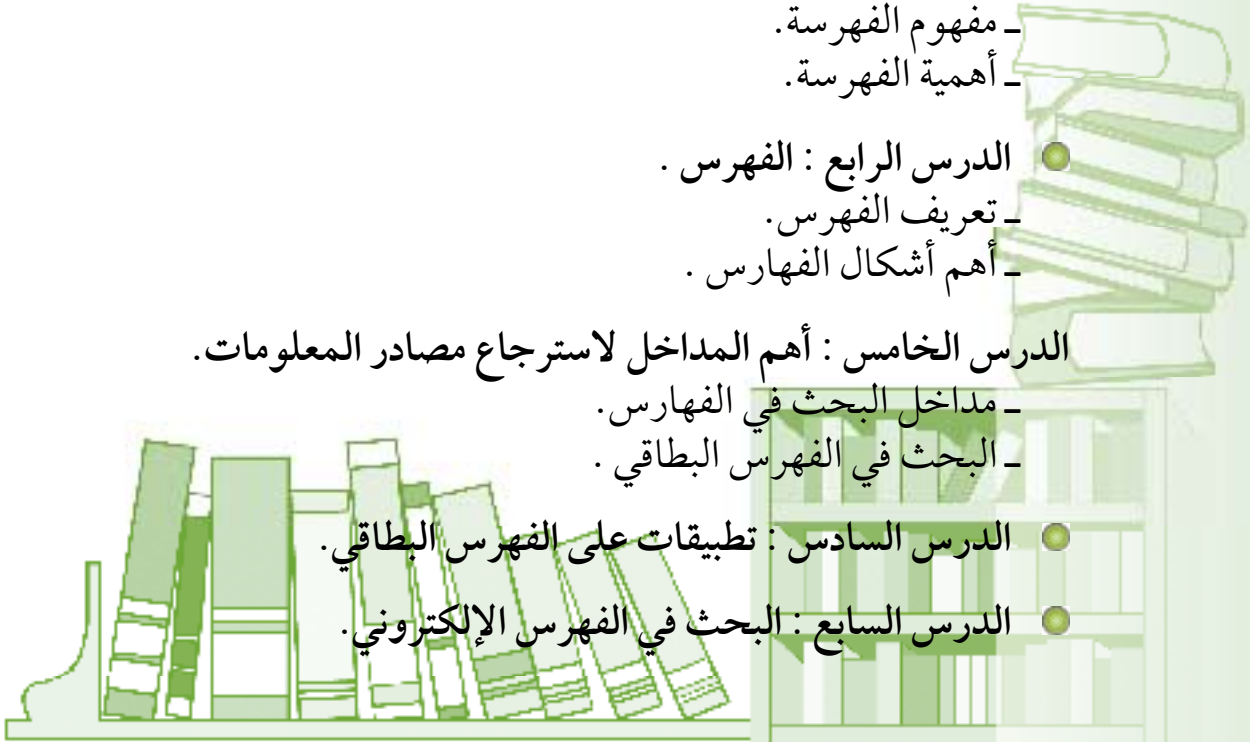 ـ مفهوم الفهرسة.
ـ أهمية الفهرسة.
الدرس الرابع : الفهرس .
ـ تعريف الفهرس.
ـ أهم أشكال الفهارس .
الدرس الخامس : أهم المداخل لاسترجاع مصادر المعلومات.
ـ مداخل البحث في الفهارس.
ـ البحث في الفهرس البطاقي .
الدرس السادس : تطبيقات على الفهرس البطاقي.
الدرس السابع : البحث في الفهرس الإلكتروني.